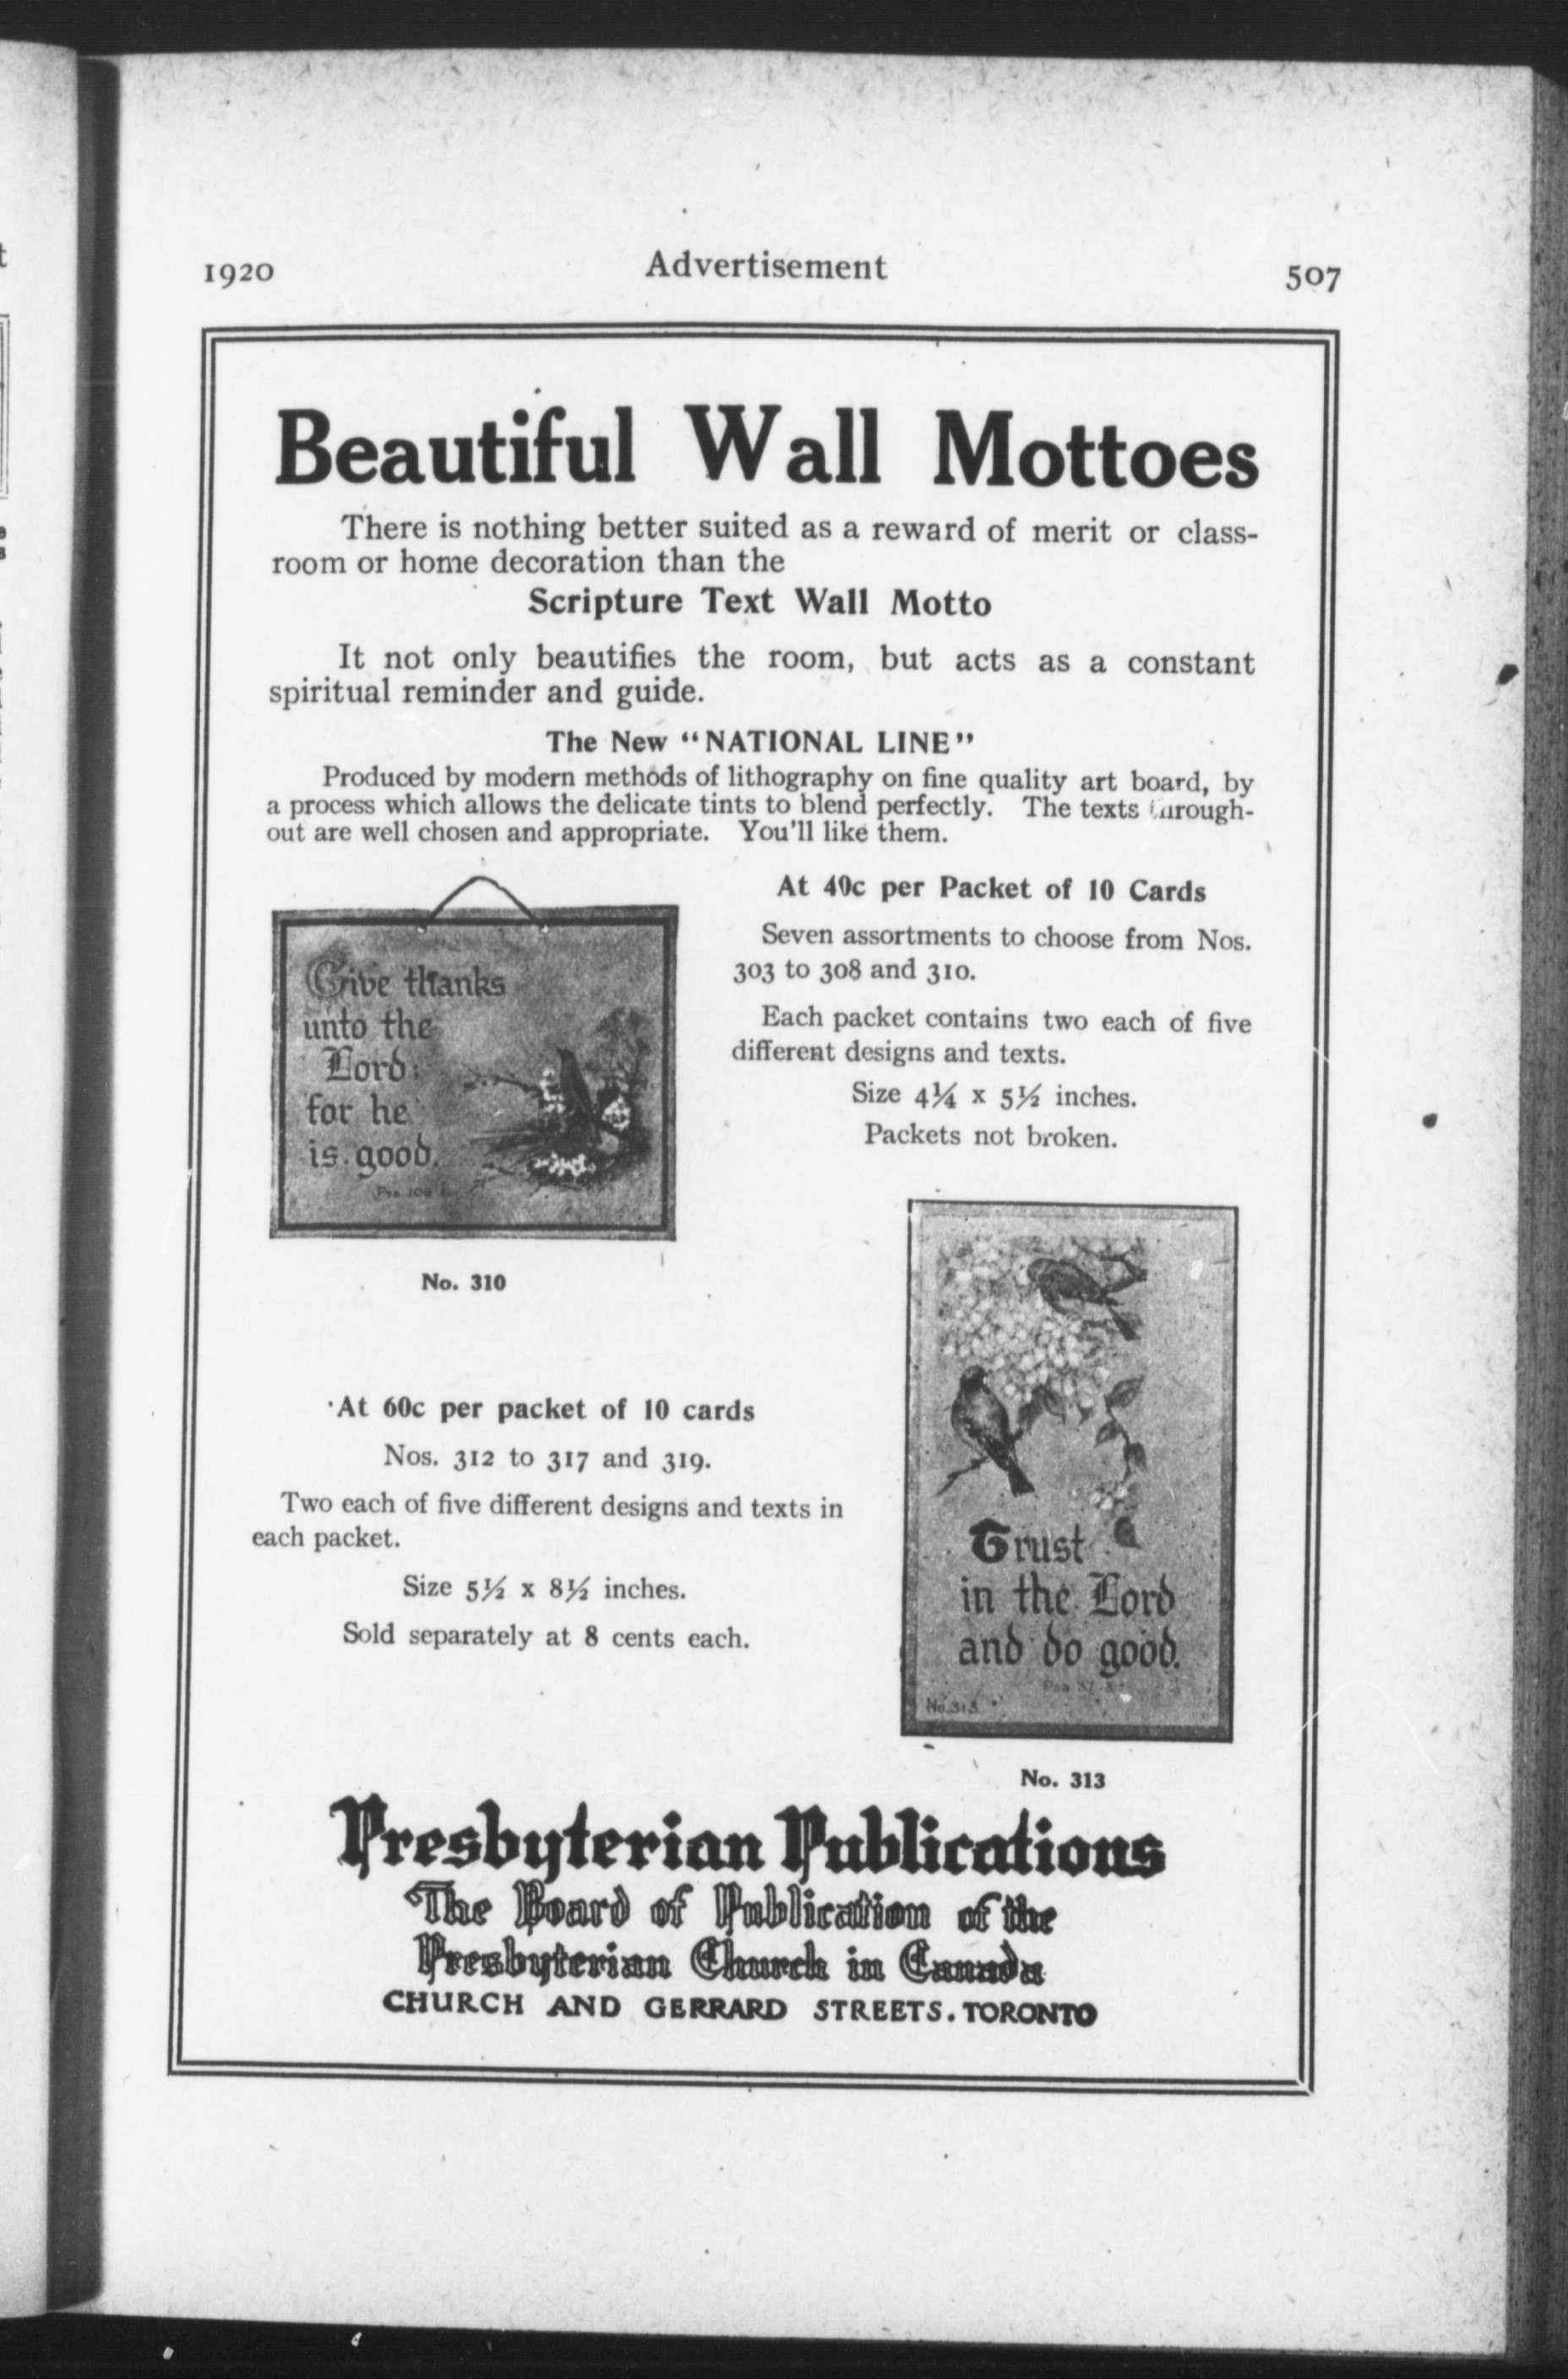 1920 Advertisement 507
Beautiful Wall Mottoes
There is nothing better suited as a reward of merit or class-
room or home decoration than the
Scripture Text Wall Motto
It not only beautifies the room, but acts as a constant
spiritual reminder and guide.
The New "NATIONAL LINE"
Produced by modern methods of lithography on fine quality art board, by
a process which allows the delicate tints to blend perfectly. The texts through-
out are well chosen and appropriate. You'll like them.
Give thanks
unto the
Lord:
for he
is good.
No. 310
At 40c per Packet of 10 Cards
Seven assortments to choose from Nos.
303 to 308 and 310.
Each packet contains two each of five
different designs and texts.
Size 4¼ x 5½ inches.
Packets not broken.
At 60c per packet of 10 cards
Nos. 312 to 317 and 319.
Two each of five different designs and texts in
each packet.
Size 5½ x 8½ inches.
Sold separately at 8 cents each.
Trust
in the Lord
and do good.
No. 313
No. 313
Presbyterian Publications
The Board of Publication of the
Presbyterian Church in Canada
CHURCH AND GERRARD STREETS. TORONTO